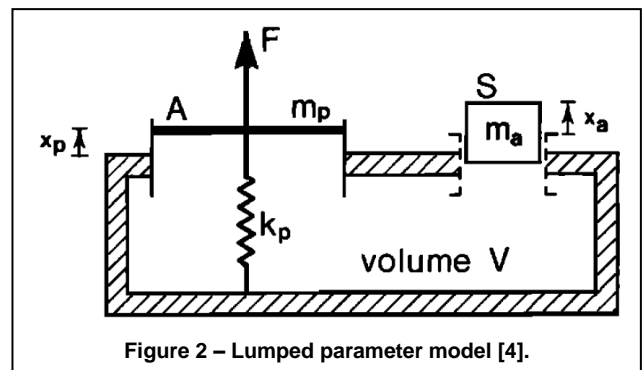 F
A
m_p
S
x_p
m_a
x_a
k_p
volume V
Figure 2 – Lumped parameter model [4].